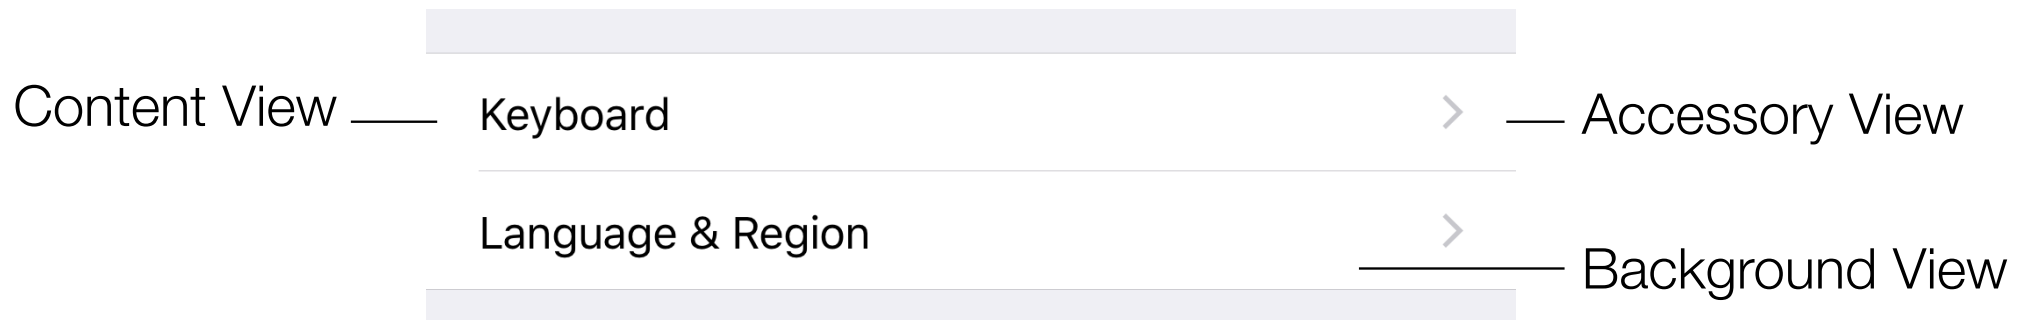 Content View
Keyboard
Accessory View
Language & Region
Background View